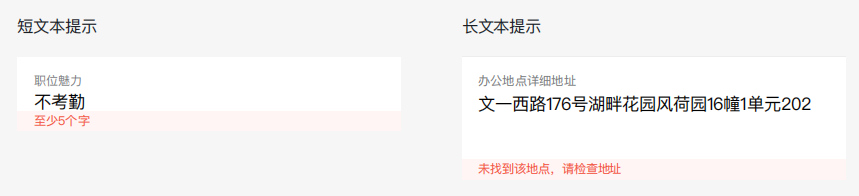 短文本提示
职位魅力
不考勤
至少5个字
长文本提示
办公地点详细地址
文一西路176号湖畔花园风荷园16幢1单元202
未找到该地点，请检查地址